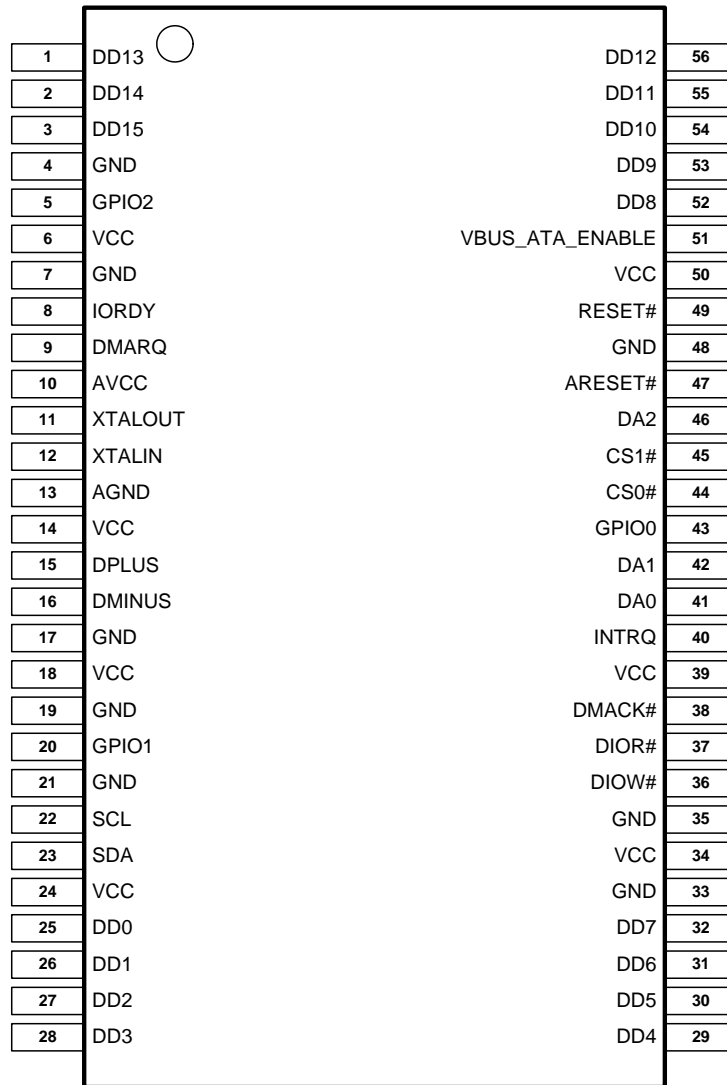 1 DD13 DD12 56
2 DD14 DD11 55
3 DD15 DD10 54
4 GND DD9 53
5 GPIO2 DD8 52
6 VCC VBUS_ATA_ENABLE 51
7 GND VCC 50
8 IORDY RESET# 49
9 DMARQ GND 48
10 AVCC ARESET# 47
11 XTALOUT DA2 46
12 XTALIN CS1# 45
13 AGND CS0# 44
14 VCC GPIO0 43
15 DPLUS DA1 42
16 DMINUS DA0 41
17 GND INTRQ 40
18 VCC VCC 39
19 GND DMACK# 38
20 GPIO1 DIOR# 37
21 GND DIOW# 36
22 SCL GND 35
23 SDA VCC 34
24 VCC GND 33
25 DD0 DD7 32
26 DD1 DD6 31
27 DD2 DD5 30
28 DD3 DD4 29